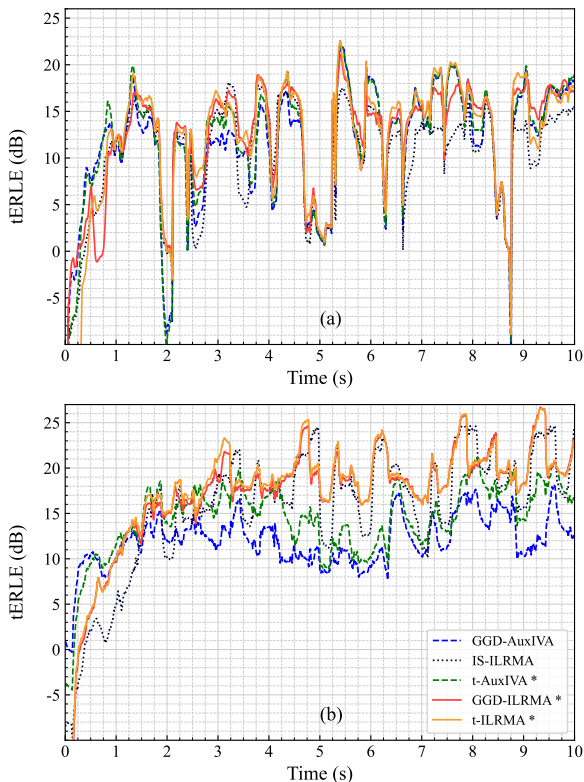 tERLE (dB)
25
20
15
10
5
0
-5
(a)
0 1 2 3 4 5 6 7 8 9 10
Time (s)
tERLE (dB)
25
20
15
10
5
0
-5
GGD-AuxIVA
IS-ILRMA
t-AuxIVA *
GGD-ILRMA *
t-ILRMA *
(b)
0 1 2 3 4 5 6 7 8 9 10
Time (s)